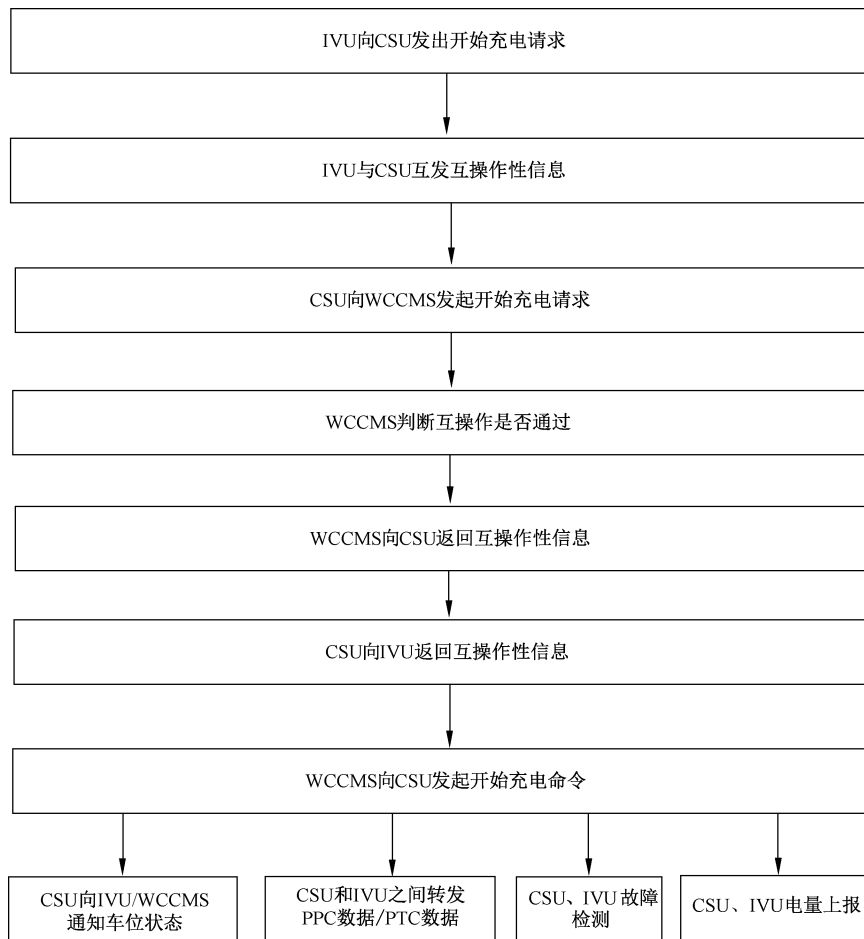 IVU向CSU发出开始充电请求
IVU与CSU互发互操作性信息
CSU向WCCMS发起开始充电请求
WCCMS判断互操作是否通过
WCCMS向CSU返回互操作性信息
CSU向IVU返回互操作性信息
WCCMS向CSU发起开始充电命令
CSU向IVU/WCCMS
通知车位状态
CSU和IVU之间转发
PPC数据/PTC数据
CSU、IVU故障
检测
CSU、IVU电量上报